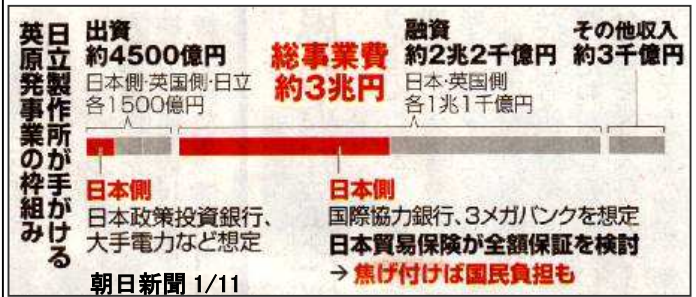 日立製作所が手がける
英原発事業の枠組み
出資
約4500億円
日本側・英国側・日立
各1500億円
総事業費
約3兆円
融資
約2兆2千億円
日本・英国側
各1兆1千億円
その他収入
約3千億円
日本側
日本政策投資銀行、
大手電力など想定
日本側
国際協力銀行、3メガバンクを想定
日本貿易保険が全額保証を検討
→焦げ付けば国民負担も
朝日新聞 1/11